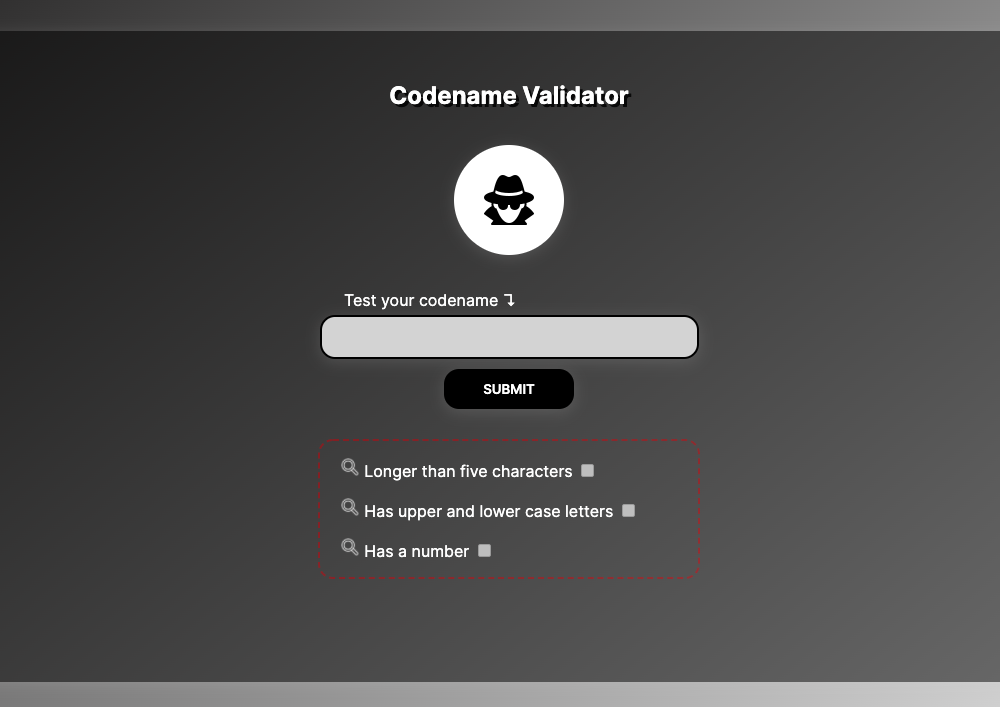 Codename Validator
Test your codename ↴
SUBMIT
Longer than five characters
Has upper and lower case letters
Has a number